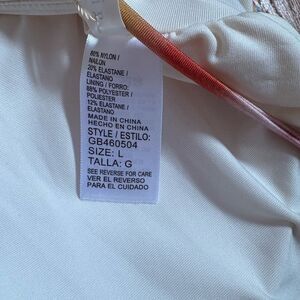 80% NYLON /
NAILON
20% ELASTANE /
ELASTANO
LINING / FORRO:
88% POLYESTER /
POLIESTER
12% ELASTANE /
ELASTANO
MADE IN CHINA
HECHO EN CHINA
STYLE / ESTILO:
GB460504
SIZE: L
TALLA: G
SEE REVERSE FOR CARE
VER EL REVERSO
PARA EL CUIDADO